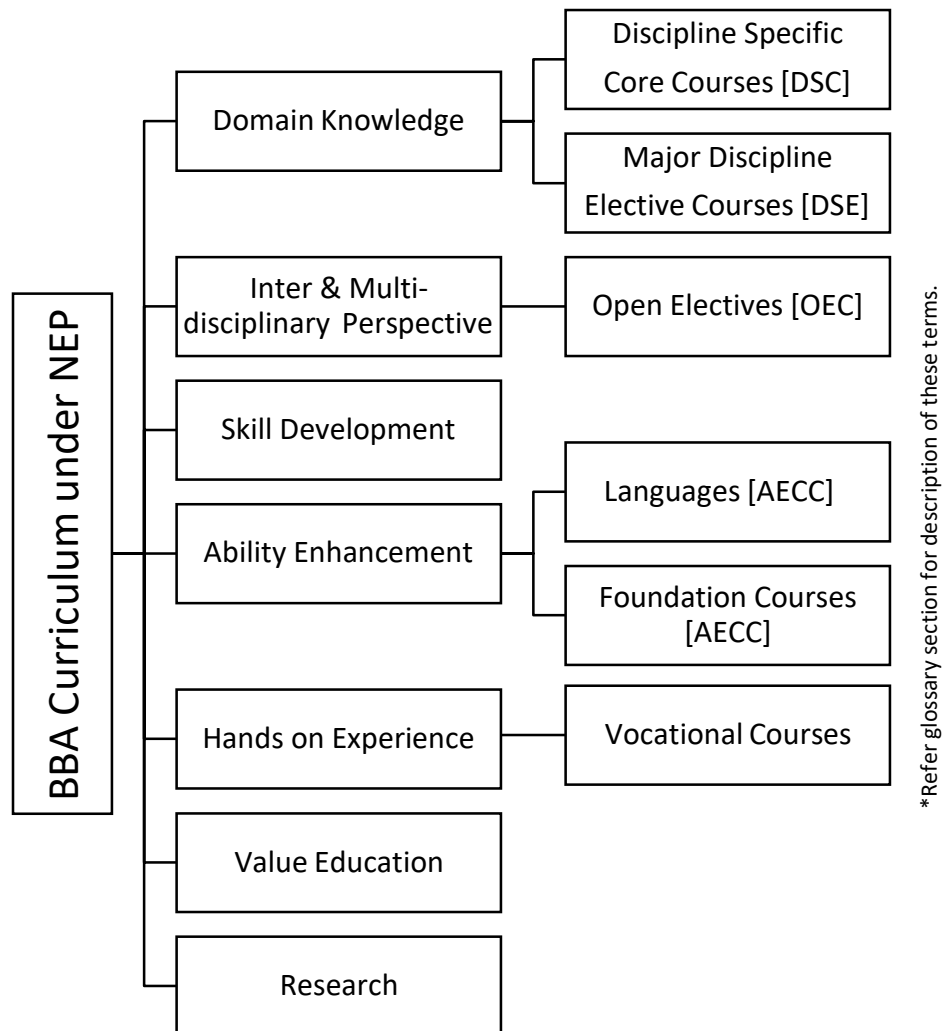 BBA Curriculum under NEP
Domain Knowledge
Discipline Specific
Core Courses [DSC]
Major Discipline
Elective Courses [DSE]
Inter & Multi-
disciplinary Perspective
Open Electives [OEC]
Skill Development
Ability Enhancement
Languages [AECC]
Foundation Courses
[AECC]
Hands on Experience
Vocational Courses
Value Education
Research
*Refer glossary section for description of these terms.